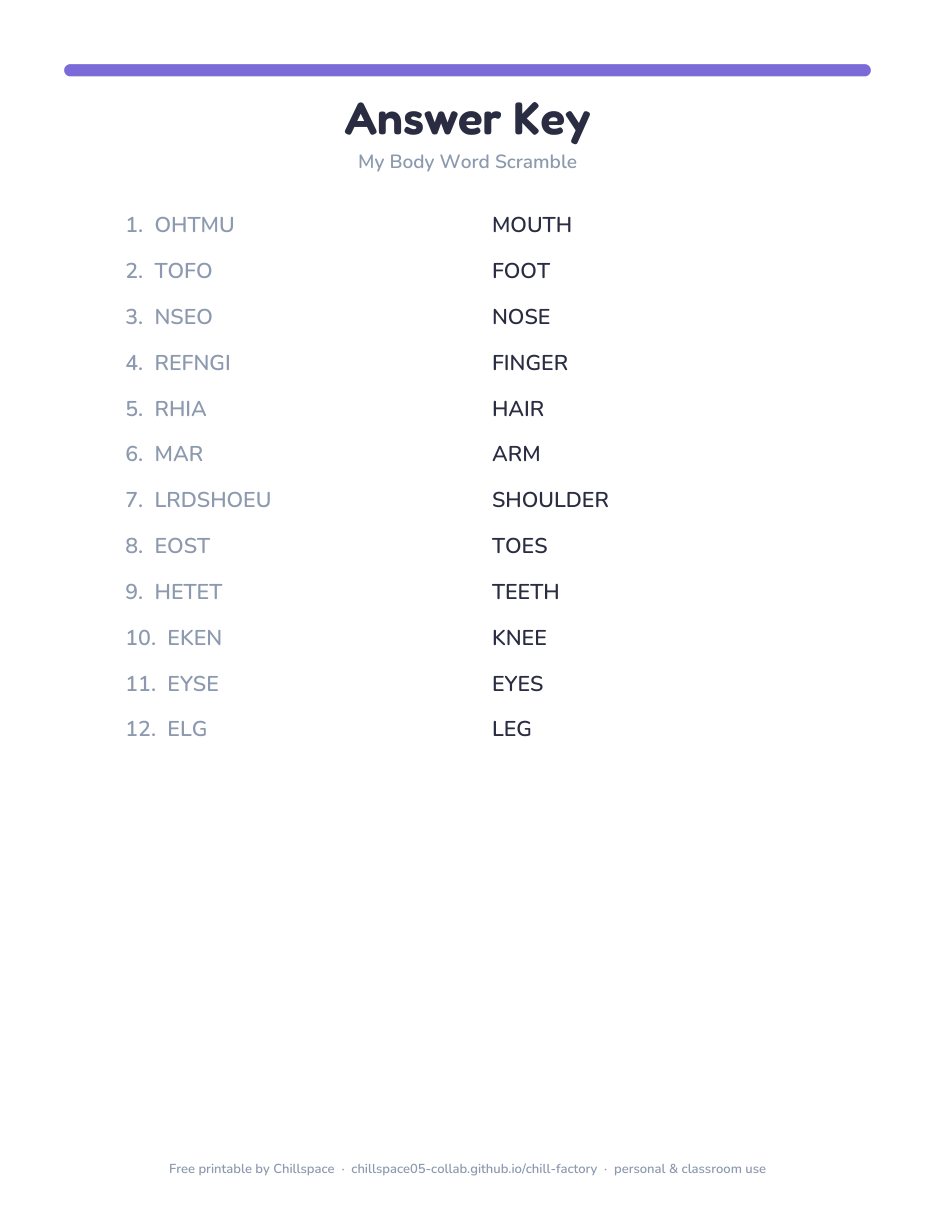 Answer Key
My Body Word Scramble
1. OHTMU MOUTH
2. TOFO FOOT
3. NSEO NOSE
4. REFNGI FINGER
5. RHIA HAIR
6. MAR ARM
7. LRDSHOEU SHOULDER
8. EOST TOES
9. HETET TEETH
10. EKEN KNEE
11. EYSE EYES
12. ELG LEG
Free printable by Chillspace · chillspace05-collab.github.io/chill-factory · personal & classroom use